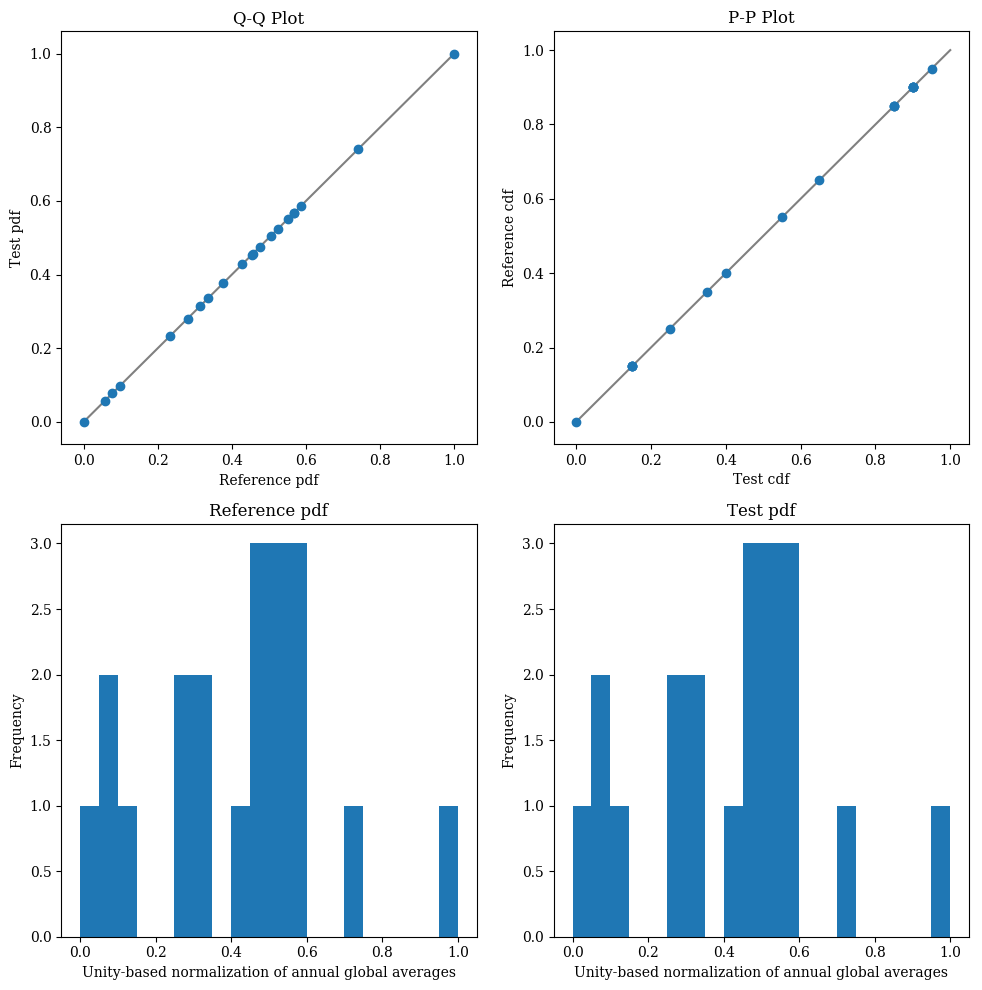 Q-Q Plot
1.0
0.8
0.6
0.4
0.2
0.0
Test pdf
0.0 0.2 0.4 0.6 0.8 1.0
Reference pdf
P-P Plot
1.0
0.8
0.6
0.4
0.2
0.0
Reference cdf
0.0 0.2 0.4 0.6 0.8 1.0
Test cdf
Reference pdf
3.0
2.5
2.0
1.5
1.0
0.5
0.0
Frequency
0.0 0.2 0.4 0.6 0.8 1.0
Unity-based normalization of annual global averages
Test pdf
3.0
2.5
2.0
1.5
1.0
0.5
0.0
Frequency
0.0 0.2 0.4 0.6 0.8 1.0
Unity-based normalization of annual global averages